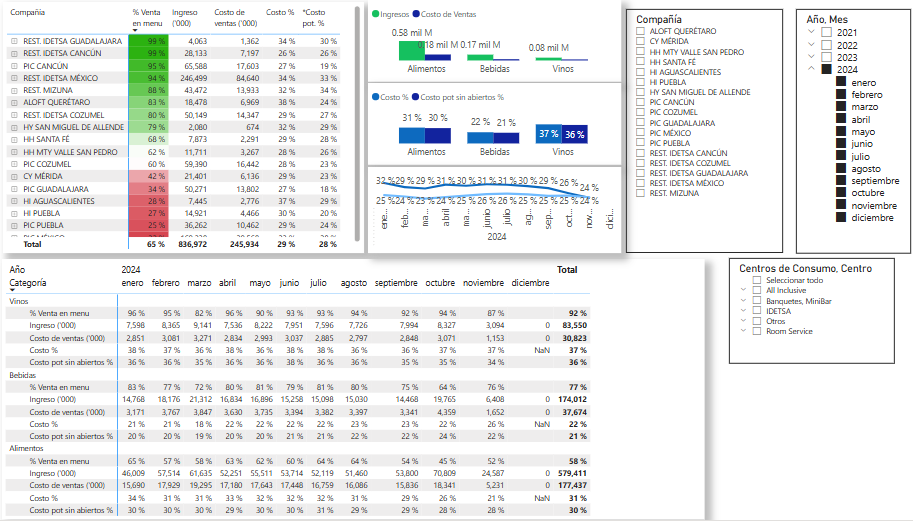 Compañía % Venta en menu Ingreso ('000) Costo de ventas ('000) Costo % *Costo pot. %
REST. IDETSA GUADALAJARA 99 % 4,063 1,362 34 % 30 %
REST. IDETSA CANCÚN 99 % 28,133 7,197 26 % 26 %
PIC CANCÚN 95 % 65,588 17,603 27 % 19 %
REST. IDETSA MÉXICO 94 % 246,499 84,640 34 % 33 %
REST. MIZUNA 88 % 43,472 13,932 32 % 34 %
ALOFT QUERÉTARO 83 % 18,478 6,969 38 % 24 %
REST. IDETSA COZUMEL 80 % 50,149 14,347 29 % 27 %
HY SAN MIGUEL DE ALLENDE 79 % 2,080 674 32 % 29 %
HH SANTA FÉ 68 % 7,873 2,291 29 % 28 %
HH MTY VALLE SAN PEDRO 62 % 11,711 3,267 28 % 26 %
PIC COZUMEL 60 % 59,390 16,442 28 % 23 %
CY MÉRIDA 42 % 21,401 6,136 29 % 23 %
PIC GUADALAJARA 34 % 50,271 13,802 27 % 18 %
HI AGUASCALIENTES 28 % 7,445 2,776 37 % 29 %
HI PUEBLA 27 % 14,921 4,466 30 % 20 %
PIC PUEBLA 25 % 36,262 10,462 29 % 24 %
Total 65 % 836,972 245,934 29 % 28 %
Ingresos Costo de Ventas
0.58 mil M
0.18 mil M 0.17 mil M
0.08 mil M
Alimentos Bebidas Vinos
Costo % Costo pot sin abiertos %
31 % 30 % 22 % 21 % 37 % 36 %
Alimentos Bebidas Vinos
32 % 29 % 29 % 31 % 30 % 31 % 31 % 30 % 29 % 26 % 24 %
25 % 24 % 25 % 25 % 25 % 26 % 26 % 25 % 25 % 24 % 24 %
ene... feb... ma... abril ma... junio julio ag... sep... oct... nov... dici...
2024
Compañía
ALOFT QUERÉTARO
CY MÉRIDA
HH MTY VALLE SAN PEDRO
HH SANTA FÉ
HI AGUASCALIENTES
HI PUEBLA
HY SAN MIGUEL DE ALLENDE
PIC CANCÚN
PIC COZUMEL
PIC GUADALAJARA
PIC MÉXICO
PIC PUEBLA
REST. IDETSA CANCÚN
REST. IDETSA COZUMEL
REST. IDETSA GUADALAJARA
REST. IDETSA MÉXICO
REST. MIZUNA
Año, Mes
2021
2022
2023
2024
enero
febrero
marzo
abril
mayo
junio
julio
agosto
septiembre
octubre
noviembre
diciembre
Centros de Consumo, Centro
Seleccionar todo
All Inclusive
Banquetes, MiniBar
IDETSA
Otros
Room Service
Año 2024 Total
Categoría enero febrero marzo abril mayo junio julio agosto septiembre octubre noviembre diciembre
Vinos
% Venta en menu 96 % 95 % 82 % 96 % 90 % 93 % 93 % 94 % 92 % 94 % 87 % 92 %
Ingreso ('000) 7,598 8,365 9,141 7,536 8,222 7,951 7,596 7,726 7,994 8,327 3,094 0 83,550
Costo de ventas ('000) 2,851 3,081 3,271 2,834 2,993 3,037 2,885 2,797 2,848 3,071 1,153 0 30,823
Costo % 38 % 37 % 36 % 38 % 36 % 38 % 38 % 36 % 36 % 37 % 37 % NaN 37 %
Costo pot sin abiertos % 36 % 36 % 35 % 36 % 36 % 38 % 36 % 36 % 35 % 35 % 34 % 36 %
Bebidas
% Venta en menu 83 % 77 % 72 % 80 % 81 % 79 % 81 % 80 % 75 % 64 % 76 % 77 %
Ingreso ('000) 14,768 18,176 21,312 16,834 16,896 15,258 15,098 15,030 14,468 19,765 6,408 0 174,012
Costo de ventas ('000) 3,171 3,767 3,847 3,630 3,735 3,394 3,382 3,397 3,341 4,359 1,652 0 37,674
Costo % 21 % 21 % 18 % 22 % 22 % 22 % 22 % 23 % 23 % 22 % 26 % NaN 22 %
Costo pot sin abiertos % 20 % 20 % 19 % 20 % 20 % 21 % 21 % 22 % 22 % 24 % 22 % 21 %
Alimentos
% Venta en menu 65 % 57 % 58 % 63 % 62 % 60 % 64 % 64 % 54 % 45 % 52 % 58 %
Ingreso ('000) 46,009 57,514 61,635 52,251 55,511 53,714 52,119 51,460 53,800 70,809 24,587 0 579,411
Costo de ventas ('000) 15,690 17,929 19,295 17,180 17,643 17,448 16,759 16,086 15,836 18,341 5,231 0 177,437
Costo % 34 % 31 % 31 % 33 % 32 % 32 % 32 % 31 % 29 % 26 % 21 % NaN 31 %
Costo pot sin abiertos % 30 % 30 % 30 % 29 % 30 % 30 % 31 % 29 % 29 % 28 % 28 % 30 %